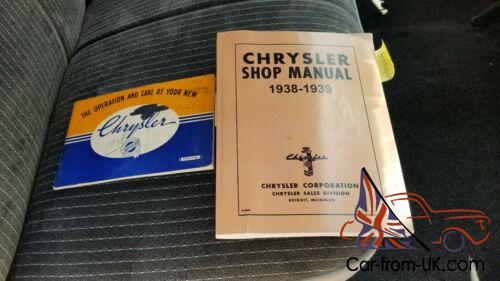 THE OPERATION AND CARE OF YOUR NEW
Chrysler
CHRYSLER
SHOP MANUAL
1938-1939
Chrysler
CHRYSLER CORPORATION
CHRYSLER SALES DIVISION
DETROIT, MICHIGAN
Car-from-UK.com